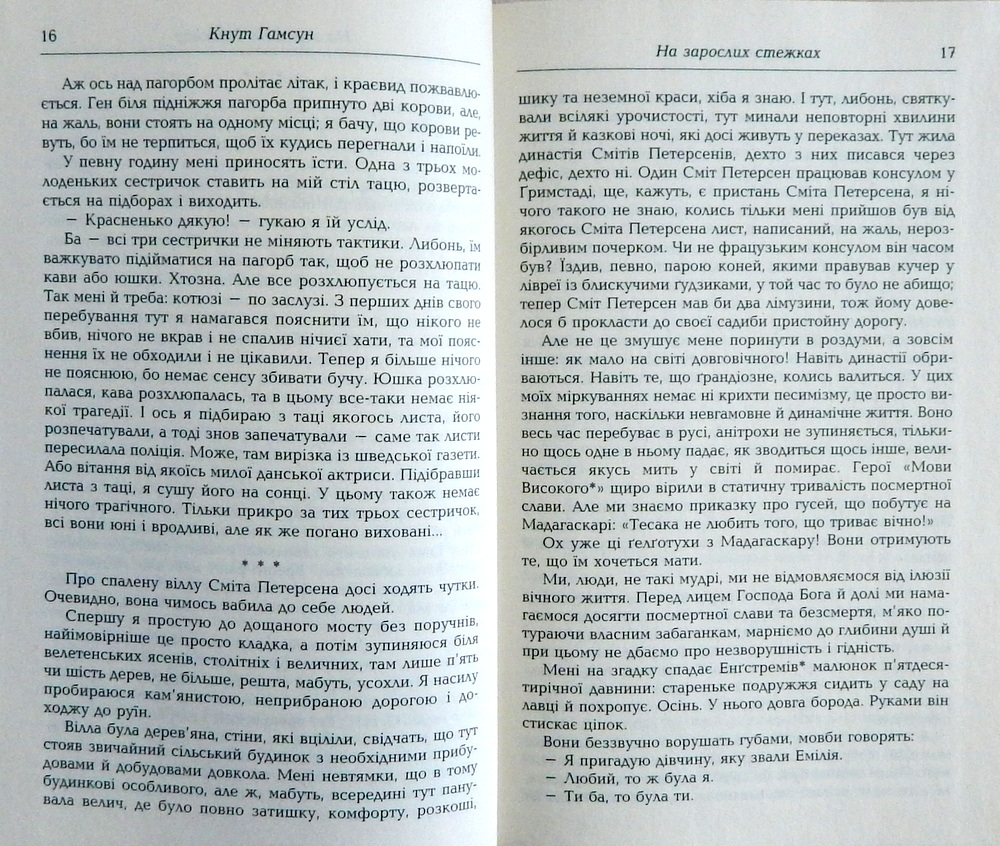 16
Кнут Гамсун
Аж ось над пагорбом пролітає літак, і краєвид пожвавлю-
ється. Ген біля підніжжя пагорба припнуто дві корови, але,
на жаль, вони стоять на одному місці; я бачу, що корови ре-
вуть, бо їм не терпиться, щоб їх кудись перегнали і напоїли.
У певну годину мені приносять їсти. Одна з трьох мо-
лоденьких сестричок ставить на мій стіл тацю, розверта-
ється на підборах і виходить.
— Красненько дякую! — гукаю я їй услід.
Ба — всі три сестрички не міняють тактики. Либонь, їм
важкувато підійматися на пагорб так, щоб не розхлюпати
кави або юшки. Хтозна. Але все розхлюпується на тацю.
Так мені й треба: котюзі — по заслузі. З перших днів свого
перебування тут я намагався пояснити їм, що нікого не
вбив, нічого не вкрав і не спалив нічиєї хати, та мої пояс-
нення їх не обходили і не цікавили. Тепер я більше нічого
не пояснюю, бо немає сенсу збивати бучу. Юшка розхлю-
палася, кава розхлюпалась, та в цьому все-таки немає нія-
кої трагедії. І ось я підбираю з таці якогось листа, його
розпечатували, а тоді знов запечатували — саме так листи
пересилала поліція. Може, там вирізка із шведської газети.
Або вітання від якоїсь милої данської актриси. Підібравши
листа з таці, я сушу його на сонці. У цьому також немає
нічого трагічного. Тільки прикро за тих трьох сестричок,
всі вони юні і вродливі, але як же погано виховані...
* * *
Про спалену віллу Сміта Петерсена досі ходять чутки.
Очевидно, вона чимось вабила до себе людей.
Спершу я простую до дощаного мосту без поручнів,
найімовірніше це просто кладка, а потім зупиняюся біля
велетенських ясенів, столітніх і величних, там лише п'ять
чи шість дерев, не більше, решта, мабуть, усохли. Я насилу
пробираюся кам'янистою, неприбраною дорогою і до-
ходжу до руїн.
Вілла була дерев'яна, стіни, які вціліли, свідчать, що тут
стояв звичайний сільський будинок з необхідними прибу-
довами й добудовами довкола. Мені невтямки, що в тому
будинкові особливого, але ж, мабуть, всередині тут пану-
вала велич, де було повно затишку, комфорту, розкоші,
На зарослих стежках
17
шику та неземної краси, хіба я знаю. І тут, либонь, святку-
вали всілякі урочистості, тут минали неповторні хвилини
життя й казкові ночі, які досі живуть у переказах. Тут жила
династія Смітів Петерсенів, дехто з них писався через
дефіс, дехто ні. Один Сміт Петерсен працював консулом у
Ґримстаді, ще, кажуть, є пристань Сміта Петерсена, я ні-
чого такого не знаю, колись тільки мені прийшов був від
якогось Сміта Петерсена лист, написаний, на жаль, нероз-
бірливим почерком. Чи не французьким консулом він часом
був? Їздив, певно, парою коней, якими правував кучер у
лівреї із блискучими ґудзиками, у той час то було не абищо;
тепер Сміт Петерсен мав би два лімузини, тож йому дове-
лося б прокласти до своєї садиби пристойну дорогу.
Але не це змушує мене поринути в роздуми, а зовсім
інше: як мало на світі довговічного! Навіть династії обри-
ваються. Навіть те, що ґрандіозне, колись валиться. У цих
моїх міркуваннях немає ні крихти песимізму, це просто ви-
знання того, наскільки невгамовне й динамічне життя. Воно
весь час перебуває в русі, анітрохи не зупиняється, тільки-
но щось одне в ньому падає, як зводиться щось інше, вели-
чається якусь мить у світі й помирає. Герої «Мови
Високого*» щиро вірили в статичну тривалість посмертної
слави. Але ми знаємо приказку про гусей, що побутує на
Мадагаскарі: «Тесака не любить того, що триває вічно!»
Ох уже ці ґелґотухи з Мадагаскару! Вони отримують
те, що їм хочеться мати.
Ми, люди, не такі мудрі, ми не відмовляємося від ілюзії
вічного життя. Перед лицем Господа Бога й долі ми нама-
гаємося досягти посмертної слави та безсмертя, м'яко по-
тураючи власним забаганкам, марніємо до глибини душі й
при цьому не дбаємо про незворушність і гідність.
Мені на згадку спадає Енґстремів* малюнок п'ятдеся-
тирічної давнини: стареньке подружжя сидить у саду на
лавці й похропує. Осінь. У нього довга борода. Руками він
стискає ціпок.
Вони беззвучно ворушать губами, мовби говорять:
— Я пригадую дівчину, яку звали Емілія.
— Любий, то ж була я.
— Ти ба, то була ти.